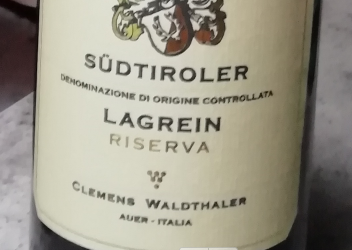 SÜDTIROLER
DENOMINAZIONE DI ORIGINE CONTROLLATA
LAGREIN
RISERVA
CLEMENS WALDTHALER
AUER - ITALIA